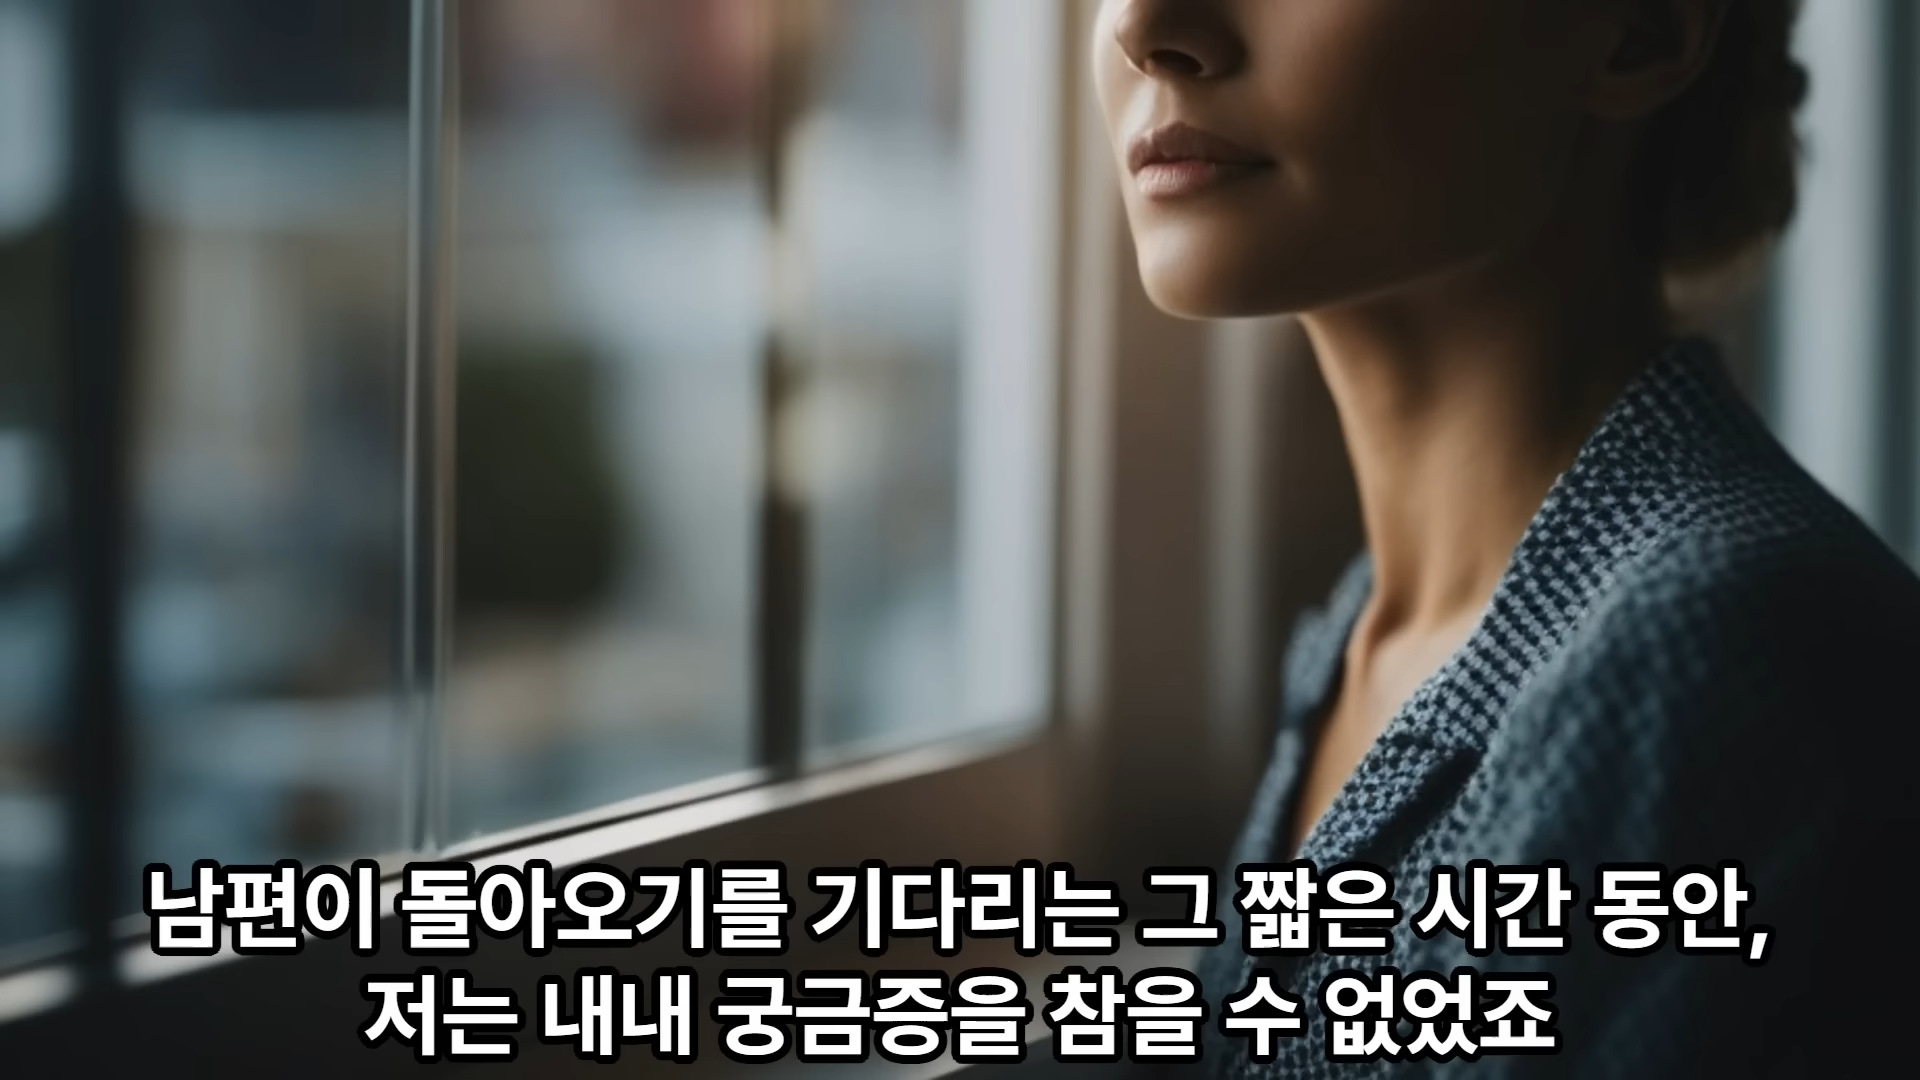 남편이 돌아오기를 기다리는 그 짧은 시간 동안,
저는 내내 궁금증을 참을 수 없었죠